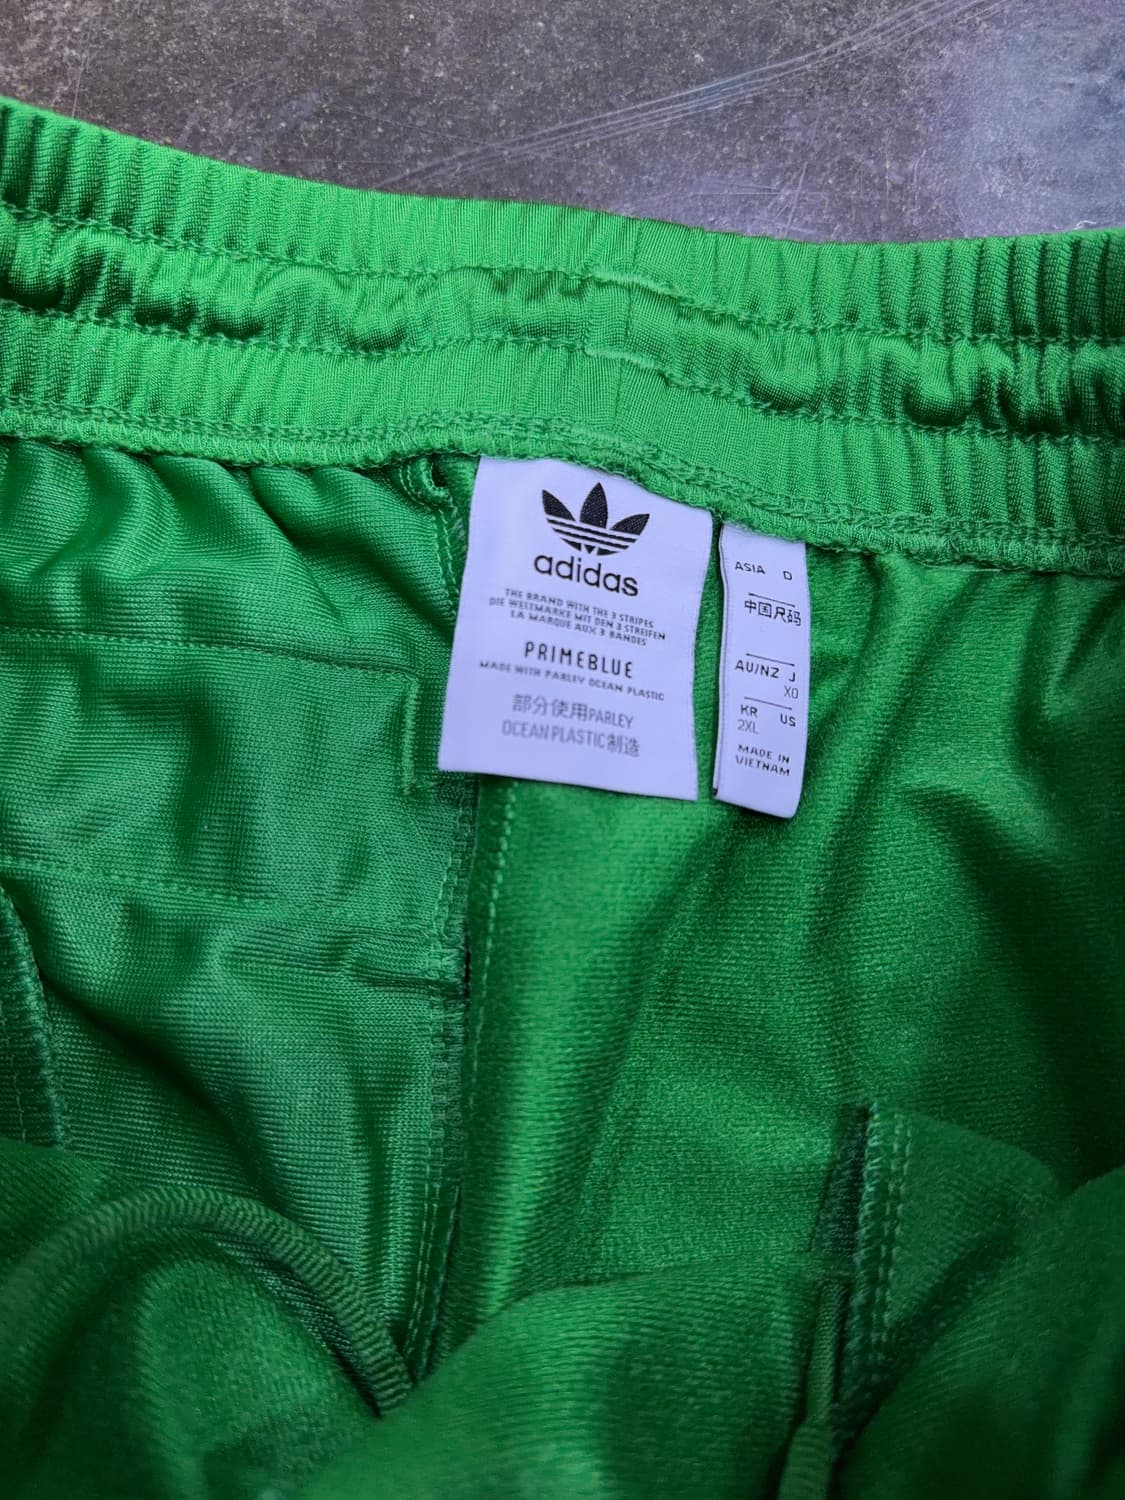 adidas
THE BRAND WITH THE 3 STRIPES
DIE WELTMARKE MIT DEN 3 STREIFEN
LA MARQUE AUX 3 BANDES
PRIMEBLUE
MADE WITH PARLEY OCEAN PLASTIC
部分使用PARLEY
OCEAN PLASTIC制造
ASIA D
中国尺码
AU/NZ J
XO
KR US
2XL
MADE IN
VIETNAM